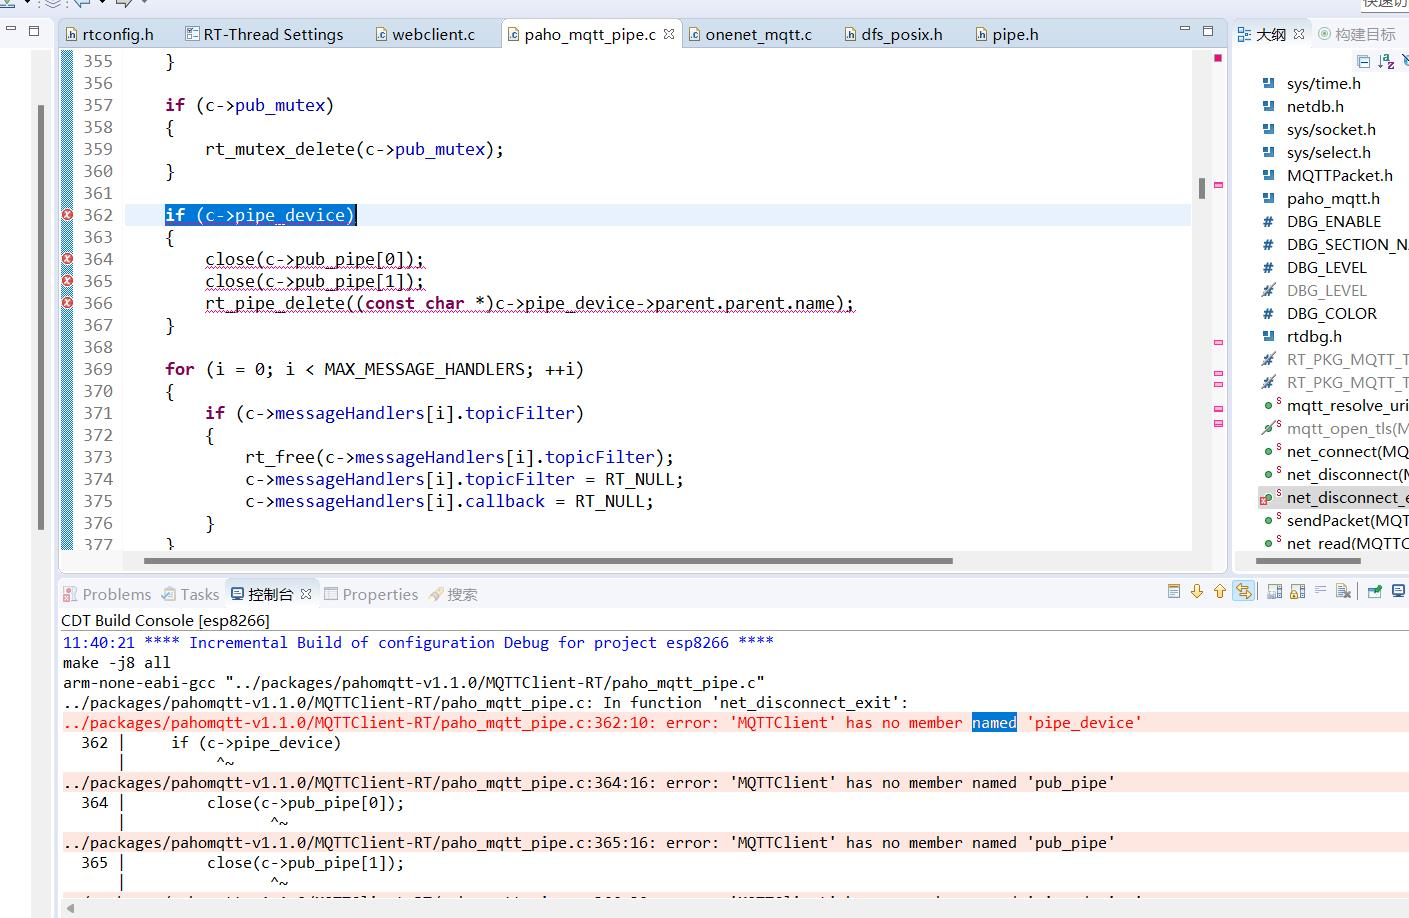 快速访
rtconfig.h RT-Thread Settings webclient.c paho_mqtt_pipe.c onenet_mqtt.c dfs_posix.h pipe.h
355 }
356
357 if (c->pub_mutex)
358 {
359 rt_mutex_delete(c->pub_mutex);
360 }
361
362 if (c->pipe_device)
363 {
364 close(c->pub_pipe[0]);
365 close(c->pub_pipe[1]);
366 rt_pipe_delete((const char *)c->pipe_device->parent.parent.name);
367 }
368
369 for (i = 0; i < MAX_MESSAGE_HANDLERS; ++i)
370 {
371 if (c->messageHandlers[i].topicFilter)
372 {
373 rt_free(c->messageHandlers[i].topicFilter);
374 c->messageHandlers[i].topicFilter = RT_NULL;
375 c->messageHandlers[i].callback = RT_NULL;
376 }
377 }
大纲 构建目标
sys/time.h
netdb.h
sys/socket.h
sys/select.h
MQTTPacket.h
paho_mqtt.h
DBG_ENABLE
DBG_SECTION_NA
DBG_LEVEL
DBG_LEVEL
DBG_COLOR
rtdbg.h
RT_PKG_MQTT_T
RT_PKG_MQTT_T
mqtt_resolve_uri
mqtt_open_tls(M
net_connect(MQ
net_disconnect(M
net_disconnect_e
sendPacket(MQT
net_read(MQTTC
Problems Tasks 控制台 Properties 搜索
CDT Build Console [esp8266]
11:40:21 **** Incremental Build of configuration Debug for project esp8266 ****
make -j8 all
arm-none-eabi-gcc "../packages/pahomqtt-v1.1.0/MQTTClient-RT/paho_mqtt_pipe.c"
../packages/pahomqtt-v1.1.0/MQTTClient-RT/paho_mqtt_pipe.c: In function 'net_disconnect_exit':
../packages/pahomqtt-v1.1.0/MQTTClient-RT/paho_mqtt_pipe.c:362:10: error: 'MQTTClient' has no member named 'pipe_device'
362 | if (c->pipe_device)
| ^~
../packages/pahomqtt-v1.1.0/MQTTClient-RT/paho_mqtt_pipe.c:364:16: error: 'MQTTClient' has no member named 'pub_pipe'
364 | close(c->pub_pipe[0]);
| ^~
../packages/pahomqtt-v1.1.0/MQTTClient-RT/paho_mqtt_pipe.c:365:16: error: 'MQTTClient' has no member named 'pub_pipe'
365 | close(c->pub_pipe[1]);
| ^~